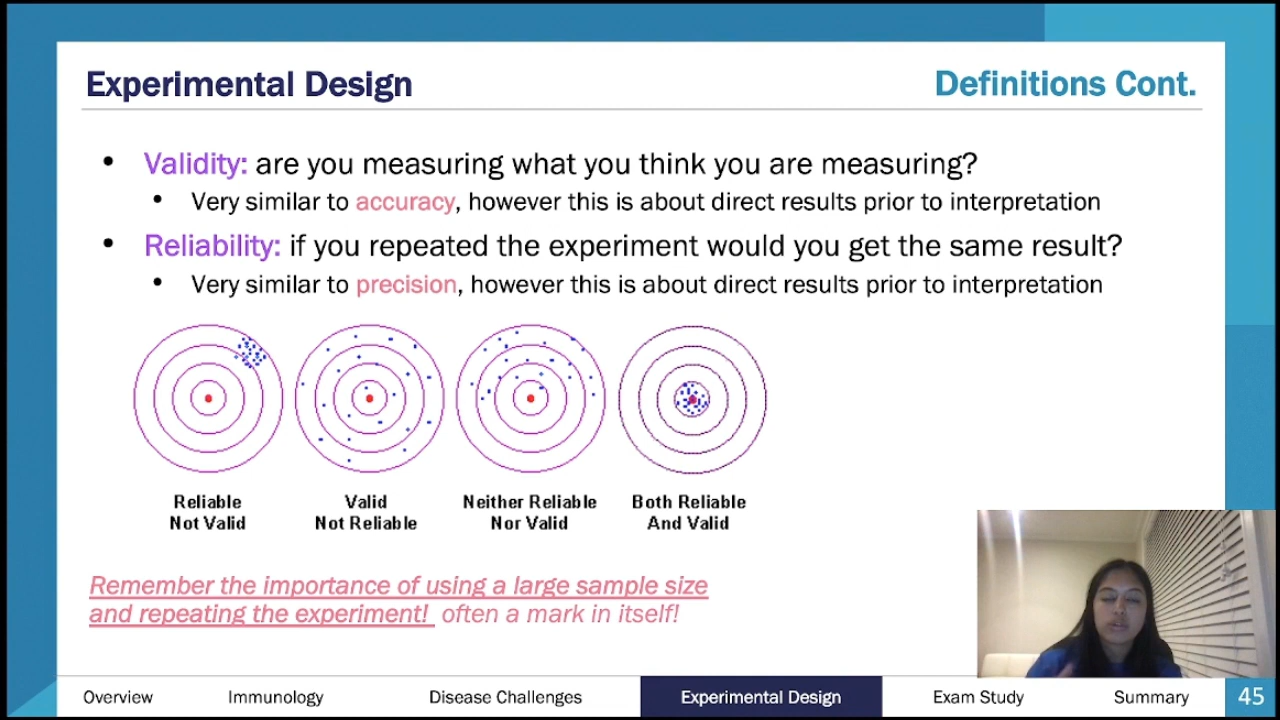 Experimental Design
Definitions Cont.
• Validity: are you measuring what you think you are measuring?
• Very similar to accuracy, however this is about direct results prior to interpretation
• Reliability: if you repeated the experiment would you get the same result?
• Very similar to precision, however this is about direct results prior to interpretation
Reliable
Not Valid
Valid
Not Reliable
Neither Reliable
Nor Valid
Both Reliable
And Valid
Remember the importance of using a large sample size
and repeating the experiment! often a mark in itself!
Overview
Immunology
Disease Challenges
Experimental Design
Exam Study
Summary
45